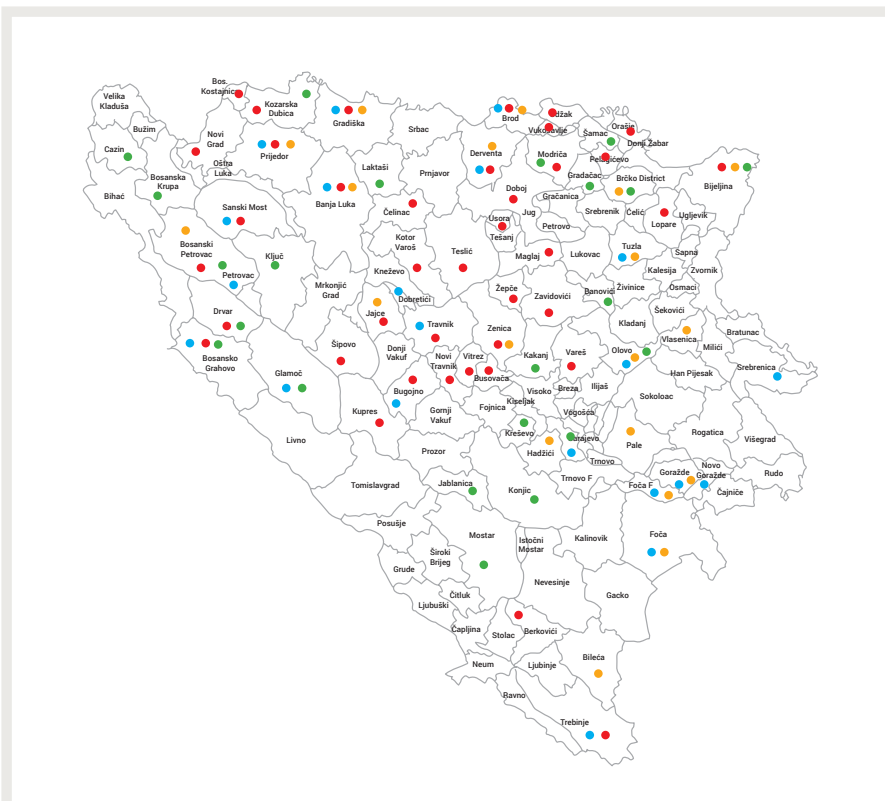 Velika
Kladuša
Bos.
Kostajnica
Kozarska
Dubica
Gradiška
Brod
Odžak
Vukosavlje
Orašje
Donji Žabar
Bužim
Cazin
Novi
Grad
Prijedor
Srbac
Derventa
Modriča
Šamac
Pelagićevo
Oštra
Luka
Bosanska
Krupa
Bihać
Laktaši
Prnjavor
Banja Luka
Gradačac
Brčko District
Bijeljina
Doboj
Gračanica
Sanski Most
Čelinac
Jug
Srebrenik
Čelić
Lopare
Ugljevik
Usora
Tešanj
Petrovo
Bosanski
Petrovac
Petrovac
Ključ
Kotor
Varoš
Teslić
Maglaj
Lukovac
Tuzla
Sapna
Kalesija
Zvornik
Kneževo
Mrkonjić
Grad
Dobretići
Žepče
Zavidovići
Banovići
Živinice
Osmaci
Drvar
Jajce
Šekovići
Travnik
Zenica
Kladanj
Vlasenica
Bratunac
Milići
Bosansko
Grahovo
Šipovo
Donji
Vakuf
Novi
Travnik
Vitrez
Busovača
Kakanj
Vareš
Olovo
Srebrenica
Han Pijesak
Glamoč
Bugojno
Visoko
Breza
Ilijaš
Kupres
Gornji
Vakuf
Fojnica
Kiseljak
Vogošća
Sokoloac
Kreševo
Sarajevo
Hadžići
Pale
Rogatica
Višegrad
Livno
Prozor
Trnovo
Goražde
Novo
Goražde
Rudo
Tomislavgrad
Jablanica
Konjic
Trnovo F
Foča F
Čajniče
Posušje
Mostar
Istočni
Mostar
Kalinovik
Foča
Široki
Brijeg
Grude
Nevesinje
Gacko
Čitluk
Ljubuški
Čapljina
Stolac
Berkovići
Neum
Ljubinje
Bileća
Ravno
Trebinje